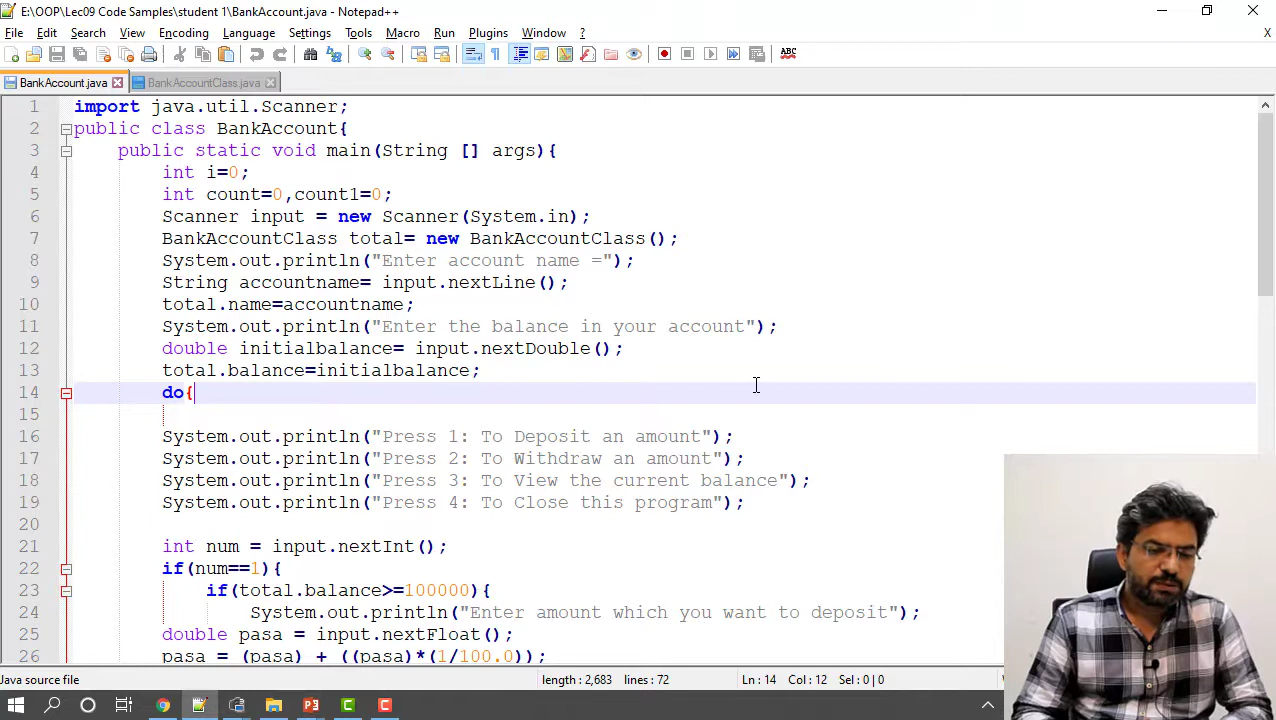 E:\OOP\Lec09 Code Samples\student 1\BankAccount.java - Notepad++
File Edit Search View Encoding Language Settings Tools Macro Run Plugins Window ? X
ABC
BankAccount.java BankAccountClass.java
1 import java.util.Scanner;
2 public class BankAccount{
3 public static void main(String [] args){
4 int i=0;
5 int count=0,count1=0;
6 Scanner input = new Scanner(System.in);
7 BankAccountClass total= new BankAccountClass();
8 System.out.println("Enter account name =");
9 String accountname= input.nextLine();
10 total.name=accountname;
11 System.out.println("Enter the balance in your account");
12 double initialbalance= input.nextDouble();
13 total.balance=initialbalance;
14 do{
15
16 System.out.println("Press 1: To Deposit an amount");
17 System.out.println("Press 2: To Withdraw an amount");
18 System.out.println("Press 3: To View the current balance");
19 System.out.println("Press 4: To Close this program");
20
21 int num = input.nextInt();
22 if(num==1){
23 if(total.balance>=100000){
24 System.out.println("Enter amount which you want to deposit");
25 double pasa = input.nextFloat();
26 pasa = (pasa) + ((pasa)*(1/100.0));
Java source file length : 2,683 lines : 72 Ln : 14 Col : 12 Sel : 0 | 0